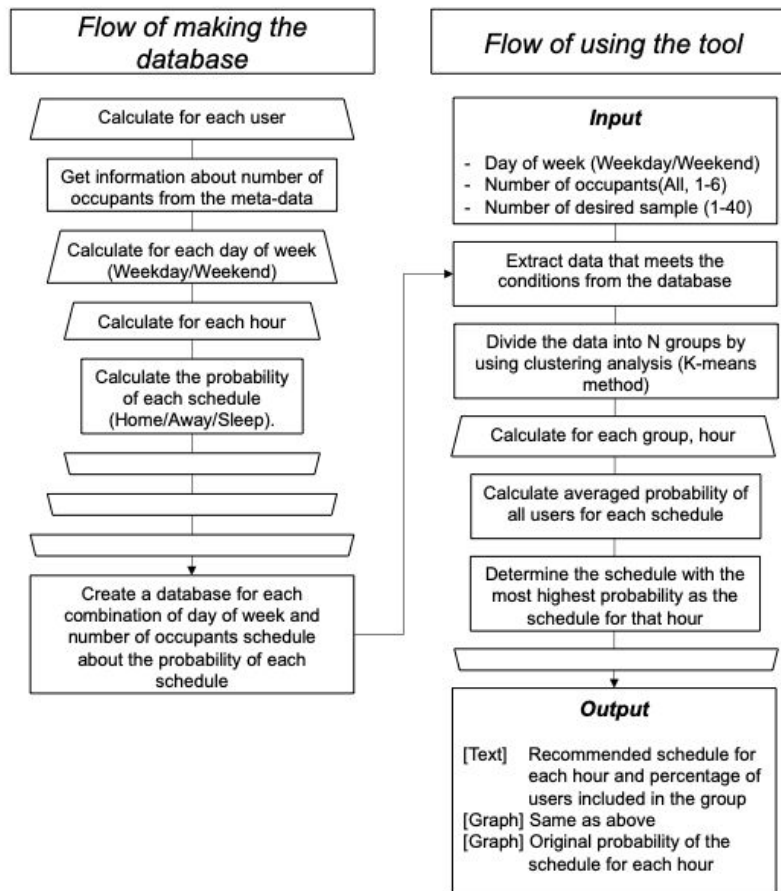 Flow of making the
database
Calculate for each user
Get information about number of
occupants from the meta-data
Calculate for each day of week
(Weekday/Weekend)
Calculate for each hour
Calculate the probability
of each schedule
(Home/Away/Sleep).
Create a database for each
combination of day of week and
number of occupants schedule
about the probability of each
schedule
Flow of using the tool
Input
- Day of week (Weekday/Weekend)
- Number of occupants(All, 1-6)
- Number of desired sample (1-40)
Extract data that meets the
conditions from the database
Divide the data into N groups by
using clustering analysis (K-means
method)
Calculate for each group, hour
Calculate averaged probability of
all users for each schedule
Determine the schedule with the
most highest probability as the
schedule for that hour
Output
[Text] Recommended schedule for
each hour and percentage of
users included in the group
[Graph] Same as above
[Graph] Original probability of the
schedule for each hour